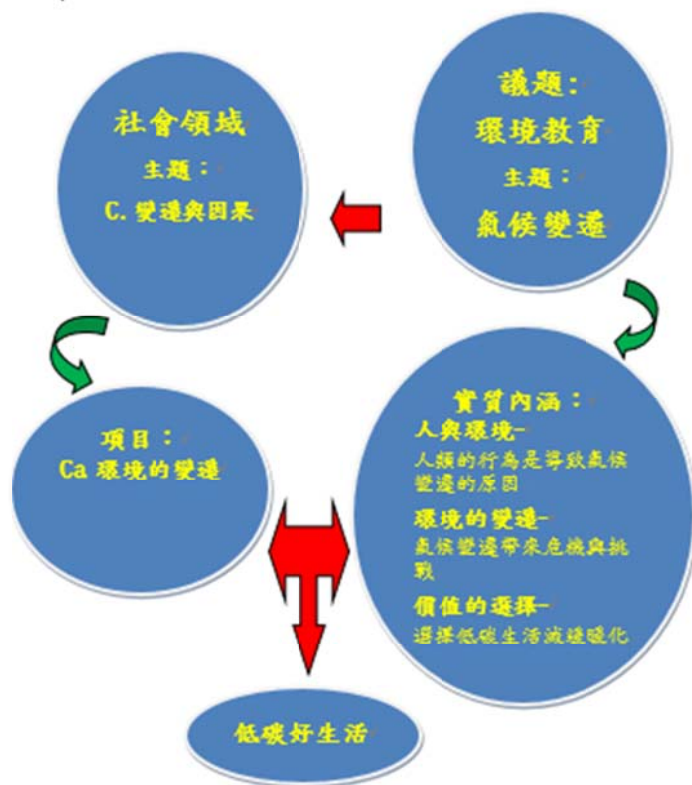 社會領域
主題：
C. 變遷與因果
議題:
環境教育
主題：
氣候變遷
項目：
Ca 環境的變遷
實質內涵：
人與環境-
人類的行為是導致氣候
變遷的原因
環境的變遷-
氣候變遷帶來危機與挑
戰
價值的選擇-
選擇低碳生活減緩暖化
低碳好生活